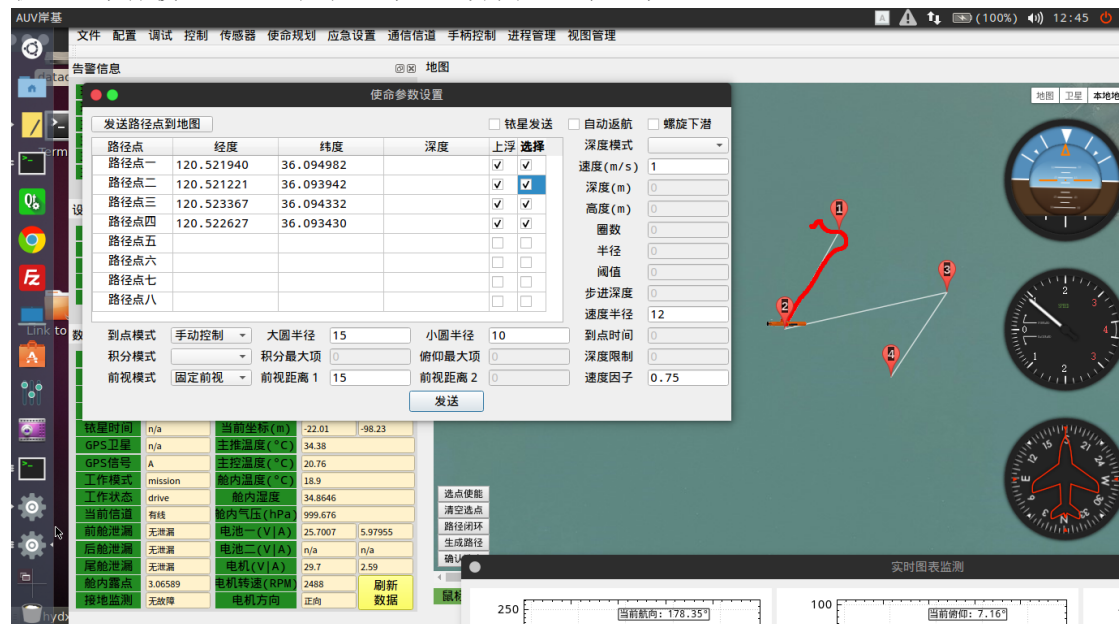 AUV岸基
(100%) 12:45
文件 配置 调试 控制 传感器 使命规划 应急设置 通信信道 手柄控制 进程管理 视图管理
告警信息
地图
使命参数设置
地图 卫星
发送路径点到地图 铱星发送 自动返航 螺旋下潜
路径点 经度 纬度 深度 上浮 选择 深度模式
路径点一 120.521940 36.094982 速度(m/s) 1
路径点二 120.521221 36.093942 深度(m) 0
路径点三 120.523367 36.094332 高度(m) 0
路径点四 120.522627 36.093430 圈数 0
路径点五 半径 0
路径点六 阈值 0
路径点七 步进深度 0
路径点八 速度半径 12
到点模式 手动控制 大圆半径 15 小圆半径 10 到点时间 0
积分模式 积分最大项 0 俯仰最大项 0 深度限制 0
前视模式 固定前视 前视距离1 15 前视距离2 0 速度因子 0.75
发送
1
2
3
4
铱星时间 n/a 当前坐标(m) -22.01 -98.23
GPS卫星 n/a 主推温度(°C) 34.38
GPS信号 A 主控温度(°C) 20.76
工作模式 mission 舱内温度(°C) 18.9
工作状态 drive 舱内湿度 34.8646
当前信道 有线 舱内气压(hPa) 999.676
前舱泄漏 无泄漏 电池一(V|A) 25.7007 5.97955
后舱泄漏 无泄漏 电池二(V|A) n/a n/a
尾舱泄漏 无泄漏 电机(V|A) 29.7 2.59
舱内露点 3.06589 电机转速(RPM) 2488
接地监测 无故障 电机方向 正向
刷新
数据
选点使能
清空选点
路径闭环
生成路径
实时图表监测
250 当前航向: 178.35°
100 当前俯仰: 7.16°